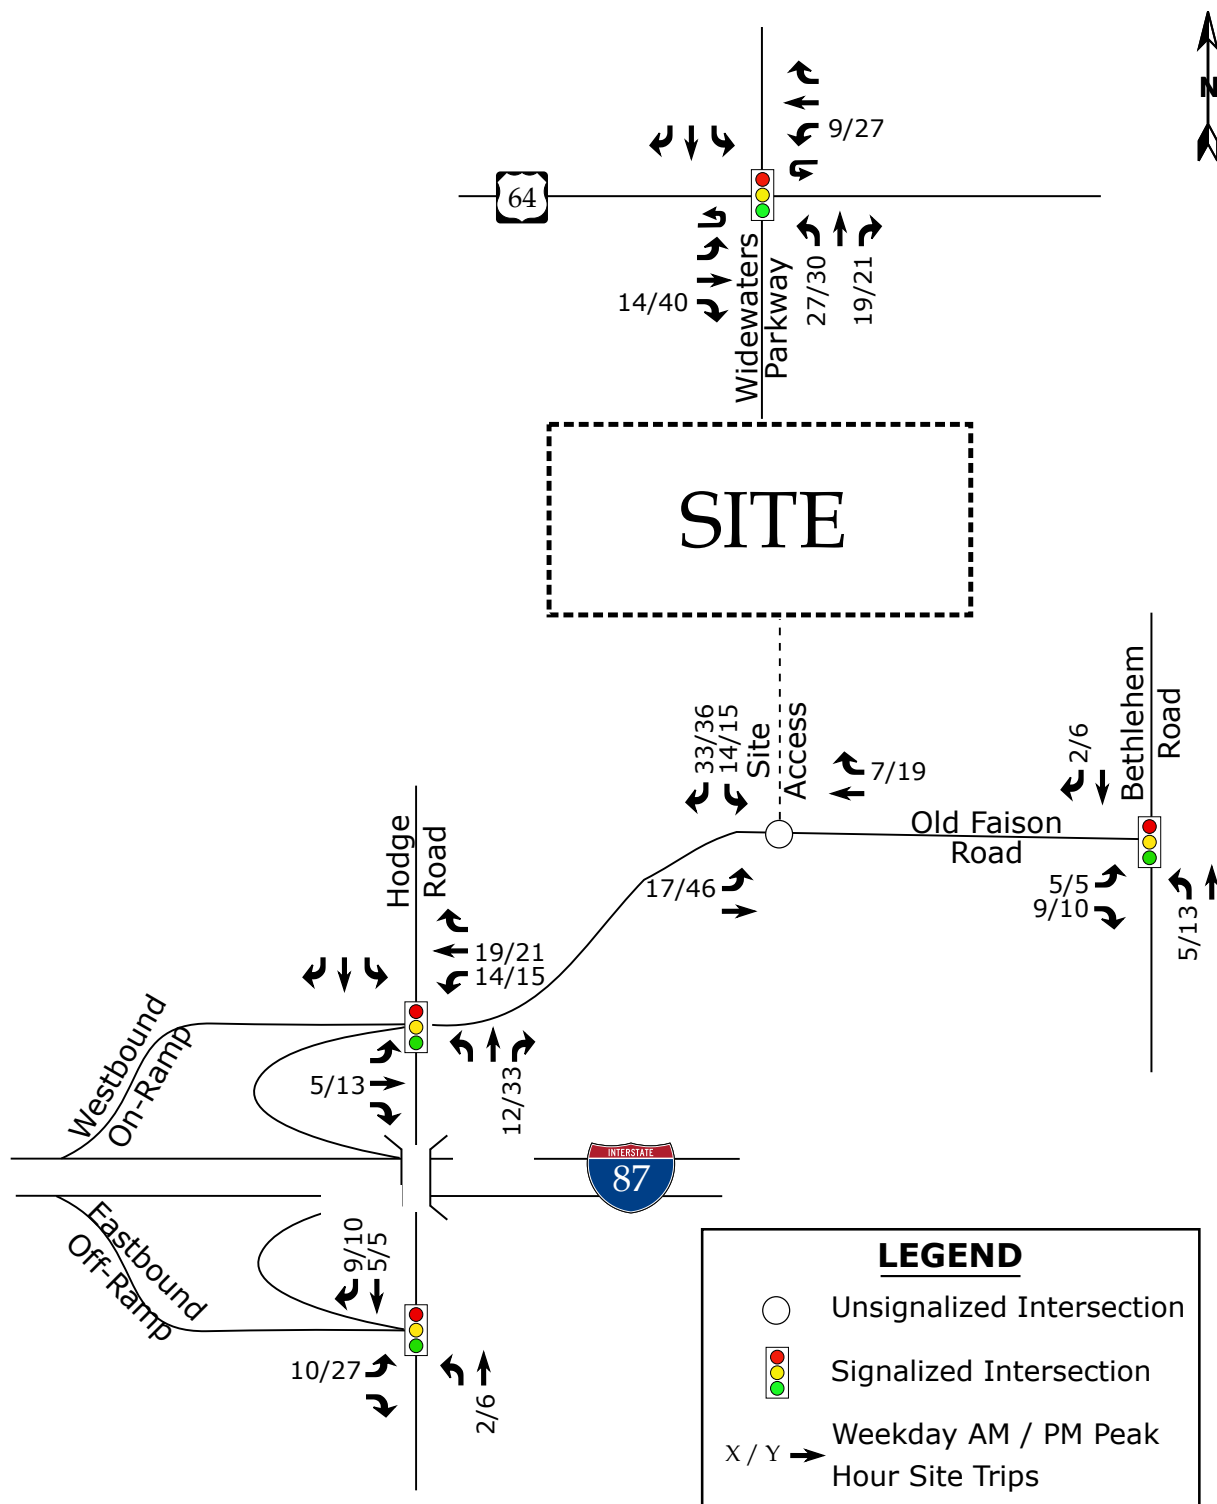 N
9/27
64
14/40
Widewaters
Parkway
27/30
19/21
SITE
33/36
14/15
Site
Access
7/19
2/6
Bethlehem
Road
Old Faison
Road
17/46
5/5
9/10
5/13
Hodge
Road
19/21
14/15
Westbound
On-Ramp
5/13
12/33
INTERSTATE
87
Eastbound
Off-Ramp
9/10
5/5
10/27
2/6
LEGEND
Unsignalized Intersection
Signalized Intersection
X / Y
Weekday AM / PM Peak
Hour Site Trips